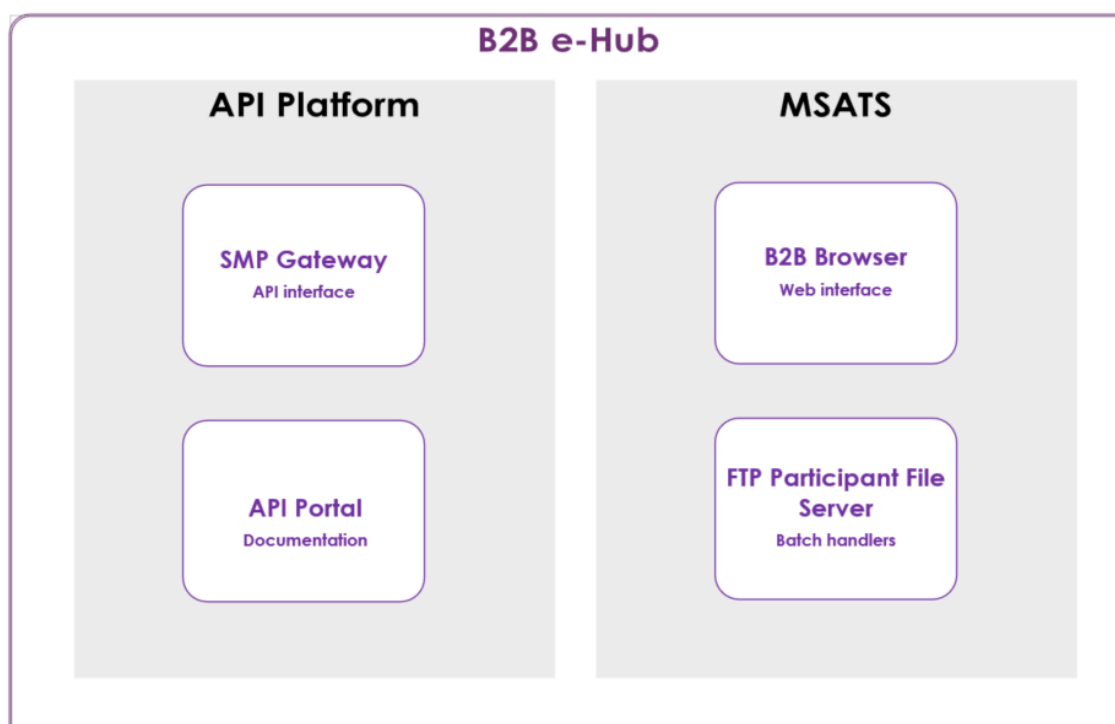 B2B e-Hub
API Platform
SMP Gateway
API interface
API Portal
Documentation
MSATS
B2B Browser
Web interface
FTP Participant File
Server
Batch handlers